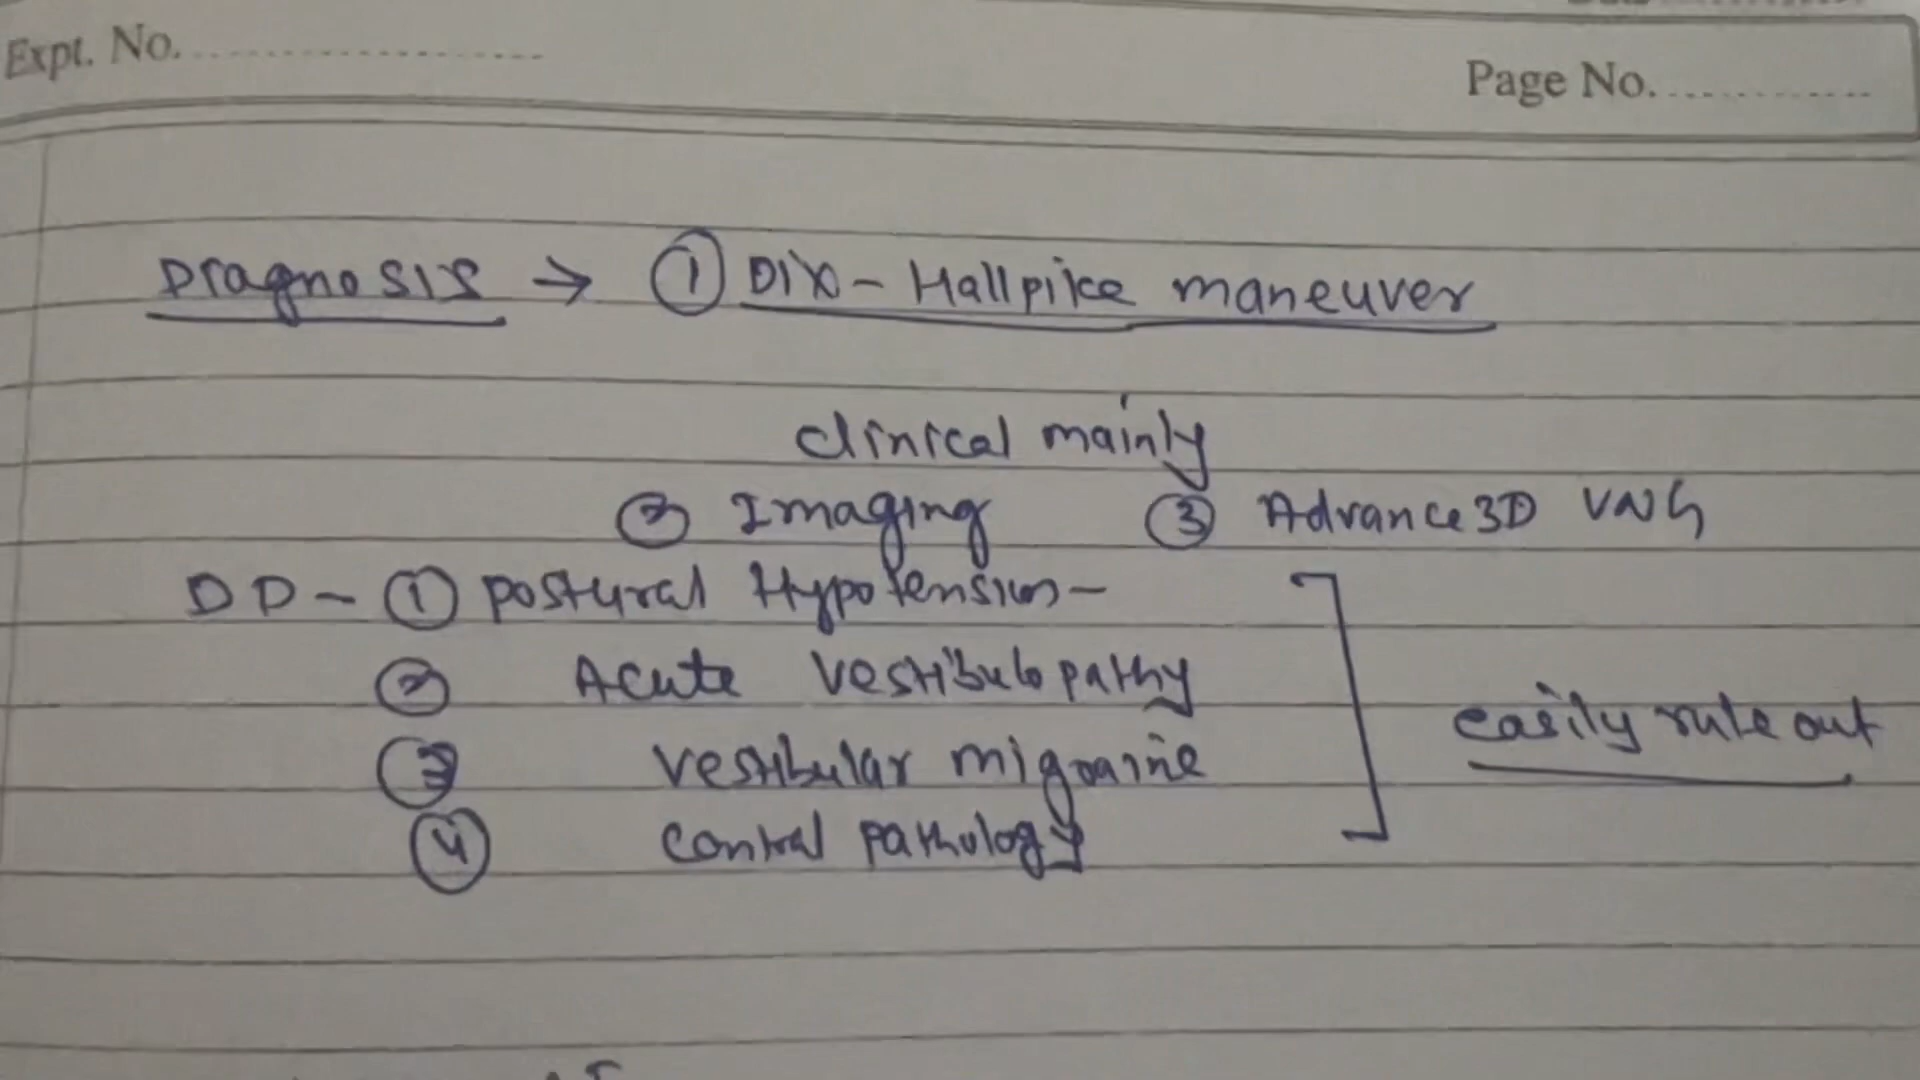 Expt. No.
Page No.
Diagnosis → ① Dix - Hallpike maneuver
clinical mainly
② Imaging ③ Advance 3D VNG
DD - ① Postural Hypotension -
② Acute Vestibulopathy
③ Vestibular migraine
④ Central pathology
easily rule out